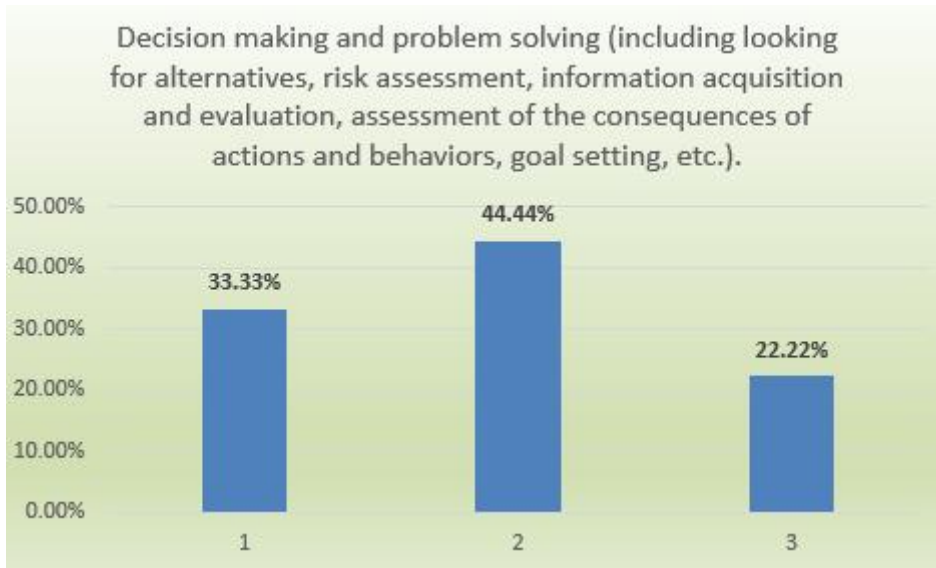 Decision making and problem solving (including looking
for alternatives, risk assessment, information acquisition
and evaluation, assessment of the consequences of
actions and behaviors, goal setting, etc.).
50.00%
44.44%
40.00%
33.33%
30.00%
22.22%
20.00%
10.00%
0.00%
1 2 3